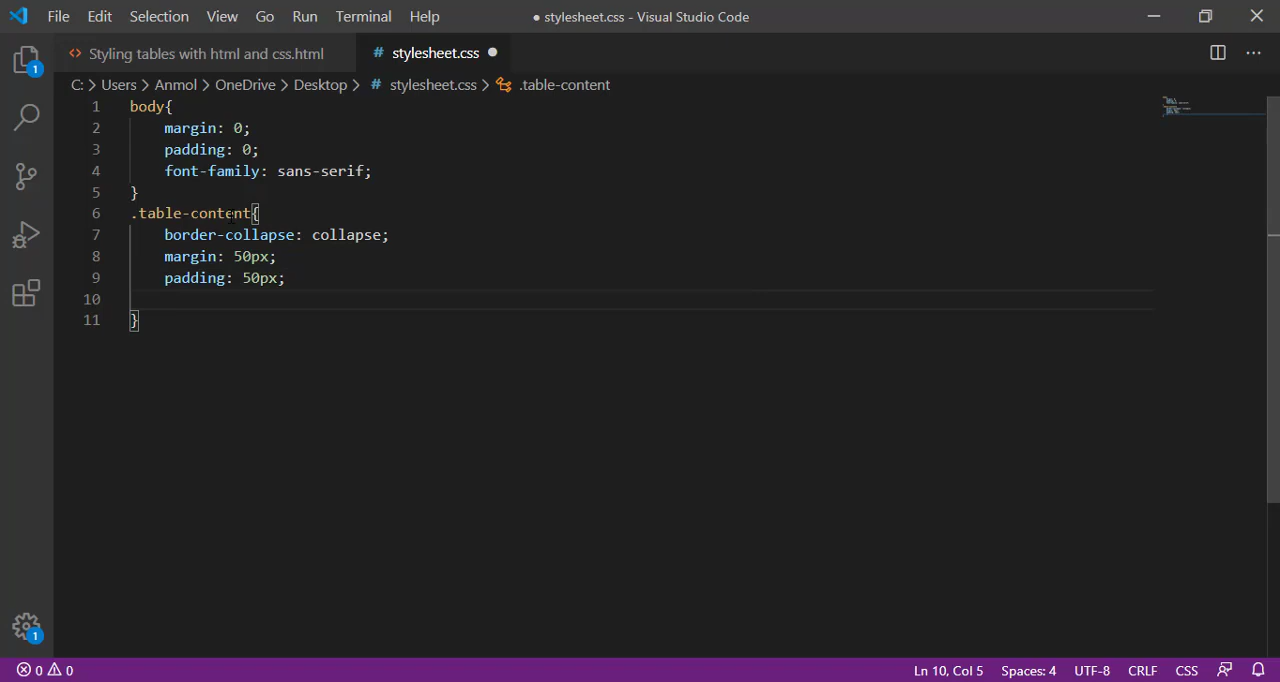 File Edit Selection View Go Run Terminal Help ● stylesheet.css - Visual Studio Code
<> Styling tables with html and css.html # stylesheet.css ●
C: > Users > Anmol > OneDrive > Desktop > # stylesheet.css > .table-content
1 body{
2 margin: 0;
3 padding: 0;
4 font-family: sans-serif;
5 }
6 .table-content{
7 border-collapse: collapse;
8 margin: 50px;
9 padding: 50px;
10
11 }
1
1
0 0 Ln 10, Col 5 Spaces: 4 UTF-8 CRLF CSS